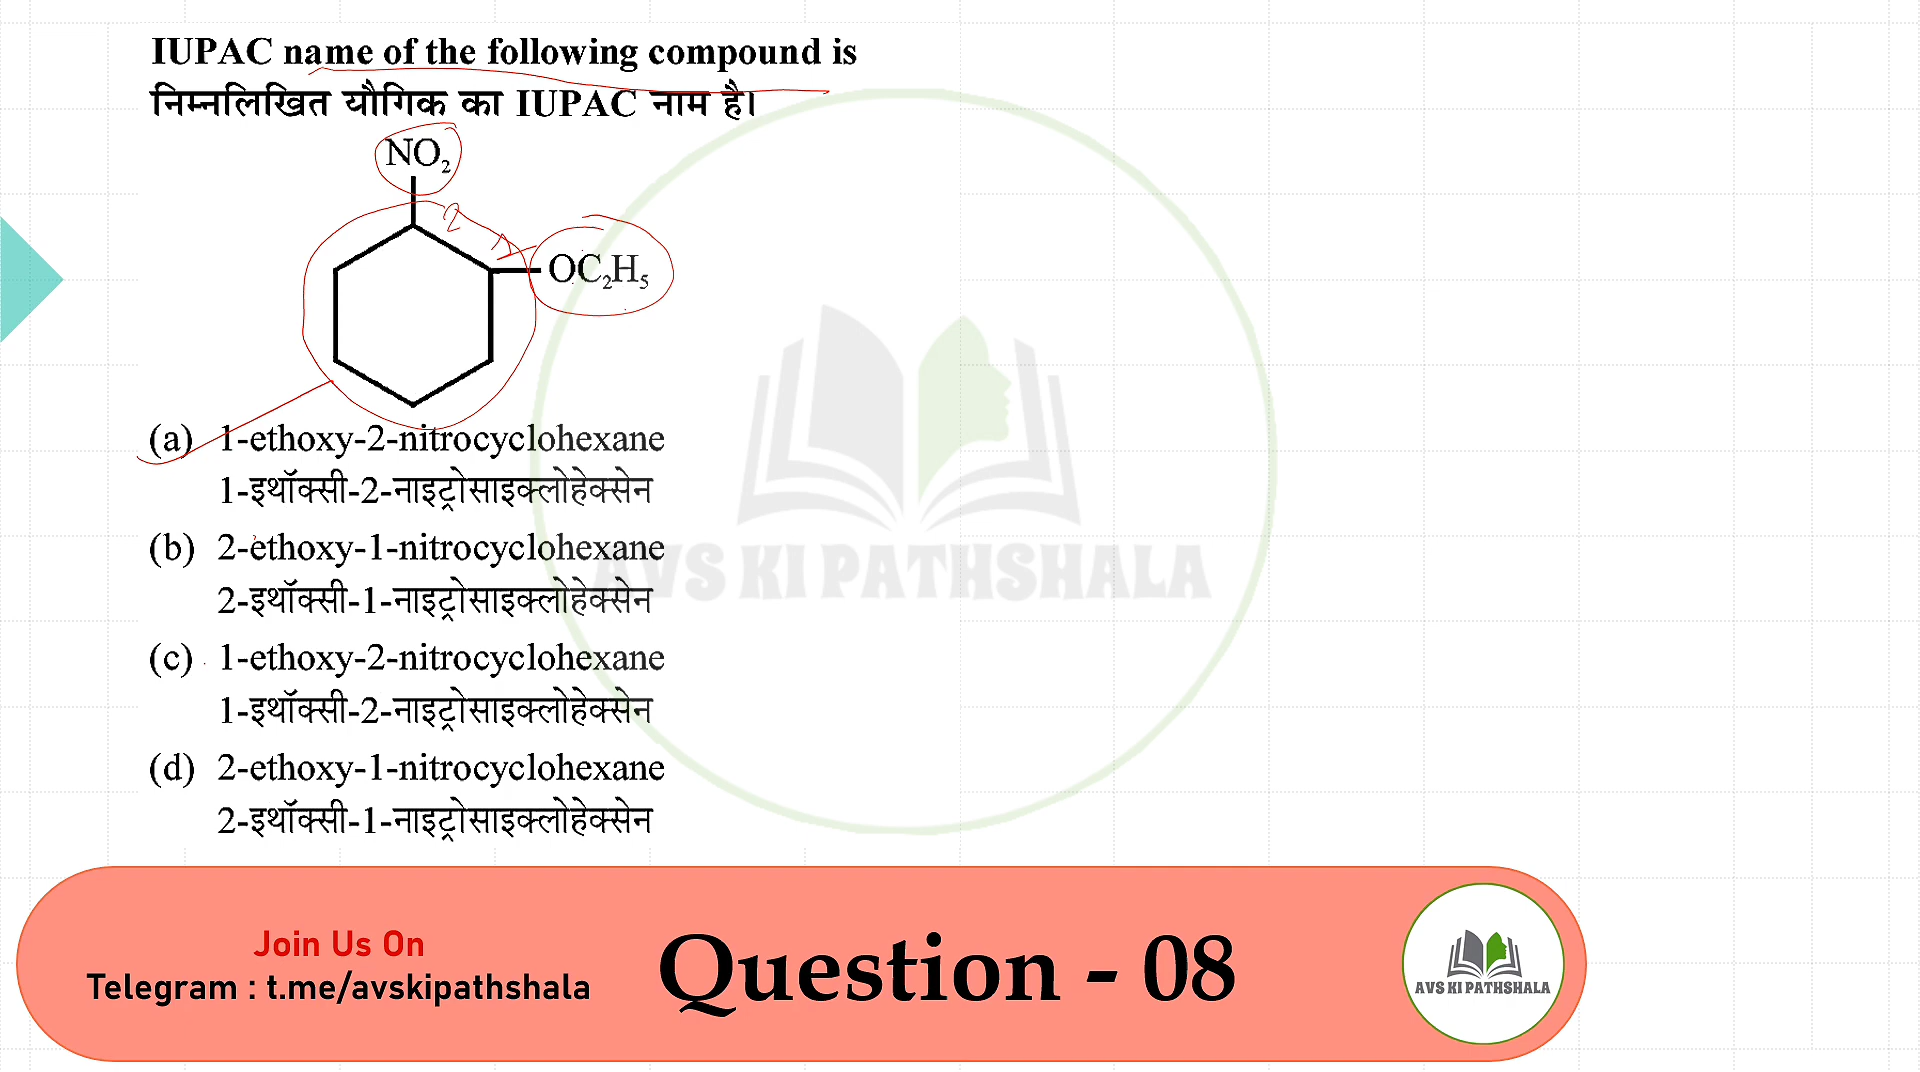 IUPAC name of the following compound is
निम्नलिखित यौगिक का IUPAC नाम है।
NO₂
2
1
OC₂H₅
(a) 1-ethoxy-2-nitrocyclohexane
1-इथॉक्सी-2-नाइट्रोसाइक्लोहेक्सेन
(b) 2-ethoxy-1-nitrocyclohexane
2-इथॉक्सी-1-नाइट्रोसाइक्लोहेक्सेन
(c) 1-ethoxy-2-nitrocyclohexane
1-इथॉक्सी-2-नाइट्रोसाइक्लोहेक्सेन
(d) 2-ethoxy-1-nitrocyclohexane
2-इथॉक्सी-1-नाइट्रोसाइक्लोहेक्सेन
AVS KI PATHSHALA
Join Us On
Telegram : t.me/avskipathshala
Question - 08
AVS KI PATHSHALA